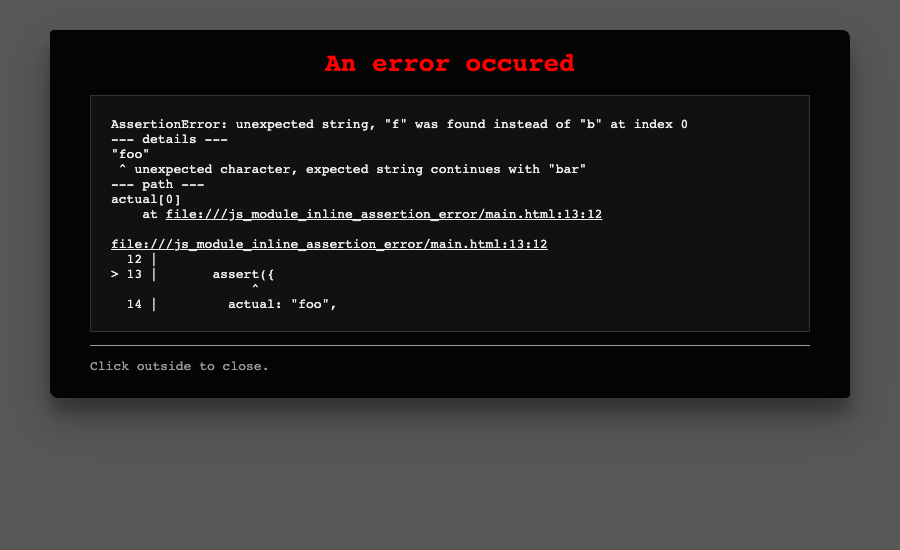 An error occured
AssertionError: unexpected string, "f" was found instead of "b" at index 0
--- details ---
"foo"
 ^ unexpected character, expected string continues with "bar"
--- path ---
actual[0]
    at file:///js_module_inline_assertion_error/main.html:13:12

file:///js_module_inline_assertion_error/main.html:13:12
  12 |
> 13 |       assert({
                  ^
  14 |         actual: "foo",
Click outside to close.